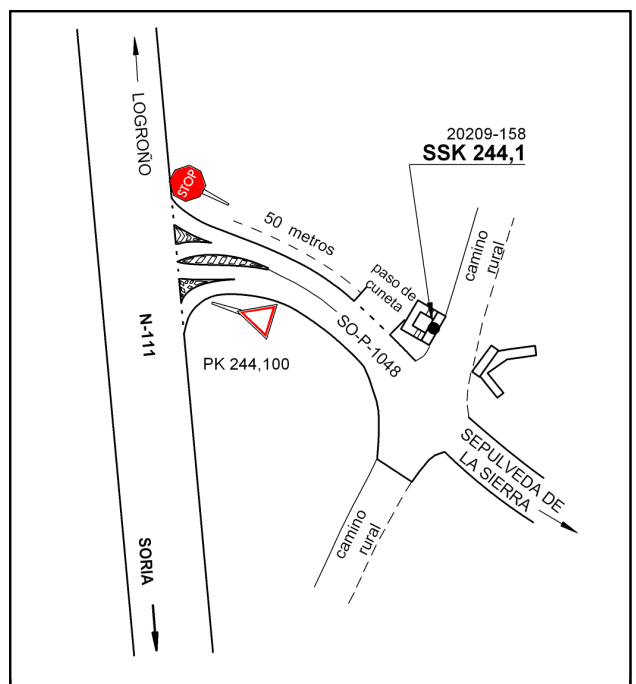 LOGROÑO
STOP
20209-158
SSK 244,1
50 metros
camino
rural
paso de
cuneta
N-111
SO-P-1048
PK 244,100
SEPULVEDA DE
LA SIERRA
camino
rural
SORIA